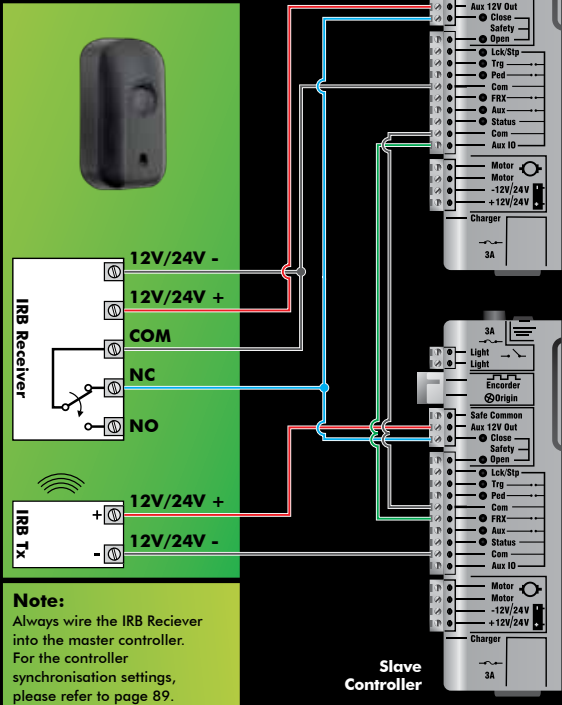 Aux 12V Out
Close
Safety
Open
Lck/Stp
Trg
Ped
Com
FRX
Aux
Status
Com
Aux IO
Motor
Motor
-12V/24V
+12V/24V
Charger
3A
12V/24V -
12V/24V +
COM
NC
NO
IRB Receiver
3A
Light
Light
Encorder
Origin
Safe Common
Aux 12V Out
Close
Safety
Open
Lck/Stp
Trg
Ped
Com
FRX
Aux
Status
Com
Aux IO
Motor
Motor
-12V/24V
+12V/24V
Charger
3A
12V/24V +
12V/24V -
+
-
IRB Tx
Note:
Always wire the IRB Reciever
into the master controller.
For the controller
synchronisation settings,
please refer to page 89.
Slave
Controller